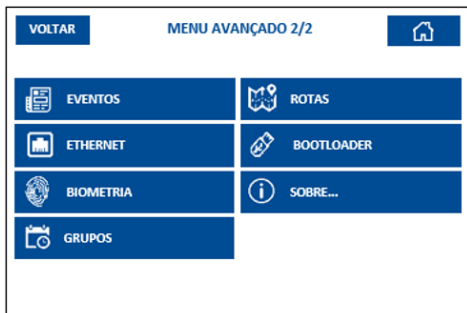 VOLTAR
MENU AVANÇADO 2/2
EVENTOS
ROTAS
ETHERNET
BOOTLOADER
BIOMETRIA
SOBRE...
GRUPOS